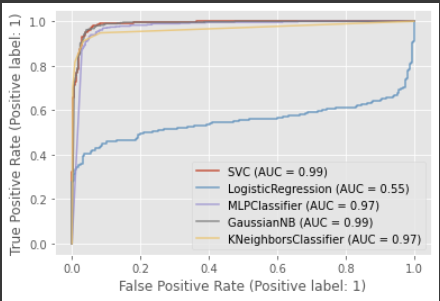 True Positive Rate (Positive label: 1)
1.0
0.8
0.6
0.4
0.2
0.0
SVC (AUC = 0.99)
LogisticRegression (AUC = 0.55)
MLPClassifier (AUC = 0.97)
GaussianNB (AUC = 0.99)
KNeighborsClassifier (AUC = 0.97)
0.0 0.2 0.4 0.6 0.8 1.0
False Positive Rate (Positive label: 1)